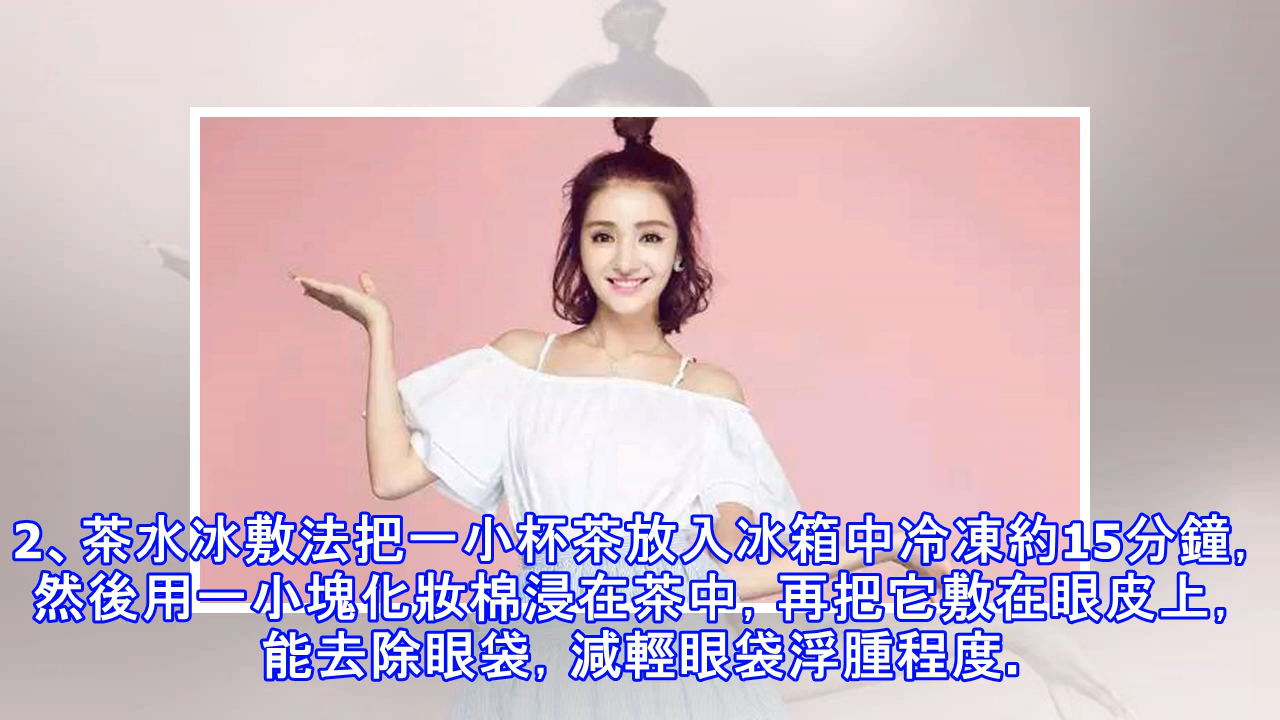 2、茶水冰敷法把一小杯茶放入冰箱中冷凍約15分鐘,
然後用一小塊化妝棉浸在茶中, 再把它敷在眼皮上,
能去除眼袋, 減輕眼袋浮腫程度.